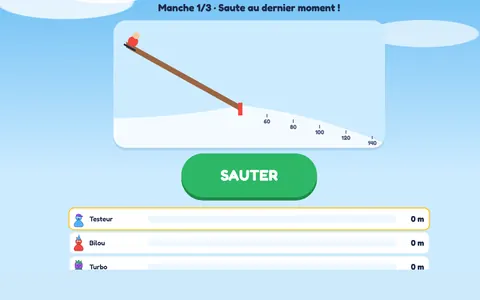 Manche 1/3 · Saute au dernier moment !
60
80
100
120
140
SAUTER
Testeur 0 m
Bilou 0 m
Turbo 0 m